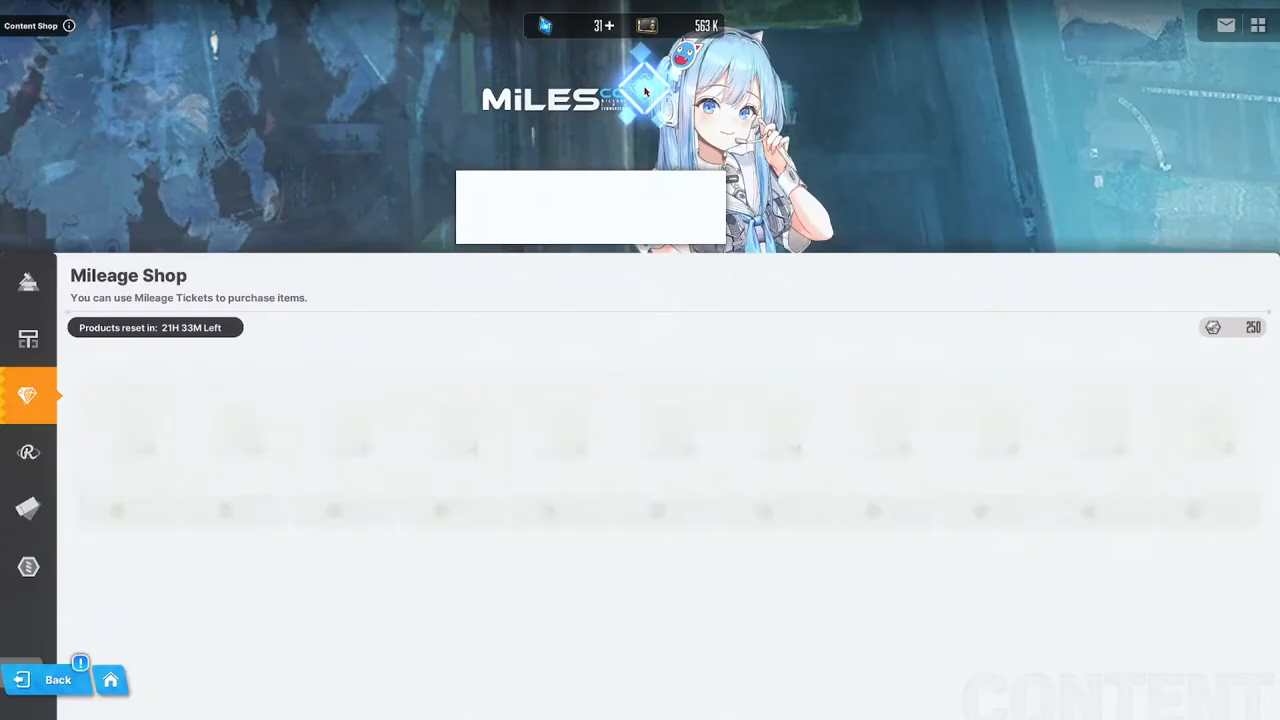 Content Shop
31+
563 K
MiLES
Mileage Shop
You can use Mileage Tickets to purchase items.
Products reset in: 21H 33M Left
250
Back
CONTENT